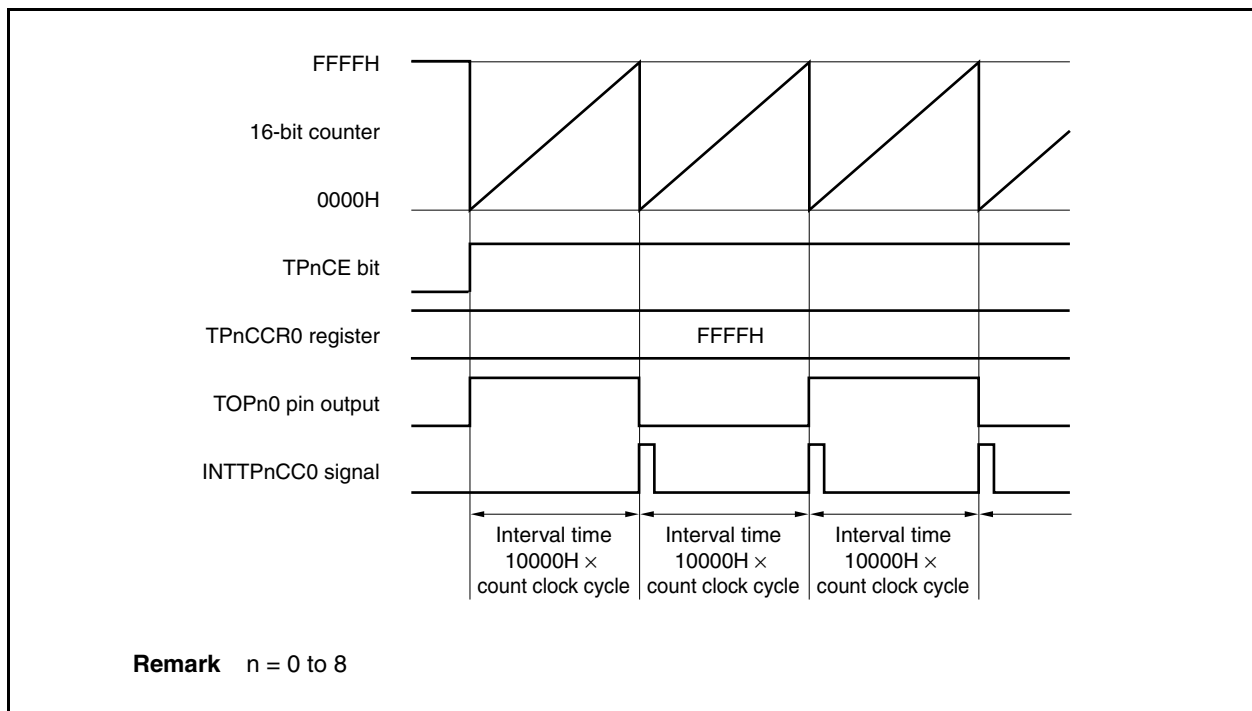 FFFFH
16-bit counter
0000H
TPnCE bit
TPnCCR0 register
FFFFH
TOPn0 pin output
INTTPnCC0 signal
Interval time
10000H ×
count clock cycle
Interval time
10000H ×
count clock cycle
Interval time
10000H ×
count clock cycle
Remark n = 0 to 8